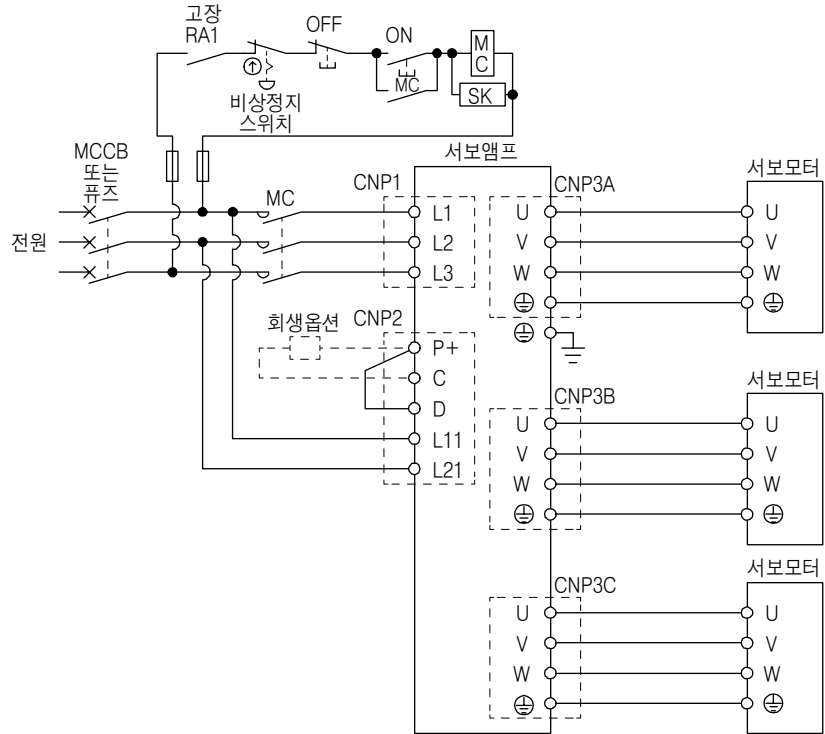 고장
RA1
OFF
ON
MC
M
C
SK
비상정지
스위치
MCCB
또는
퓨즈
MC
전원
서보앰프
CNP1
L1
L2
L3
CNP2
회생옵션
P+
C
D
L11
L21
CNP3A
U
V
W
서보모터
U
V
W
CNP3B
U
V
W
서보모터
U
V
W
CNP3C
U
V
W
서보모터
U
V
W